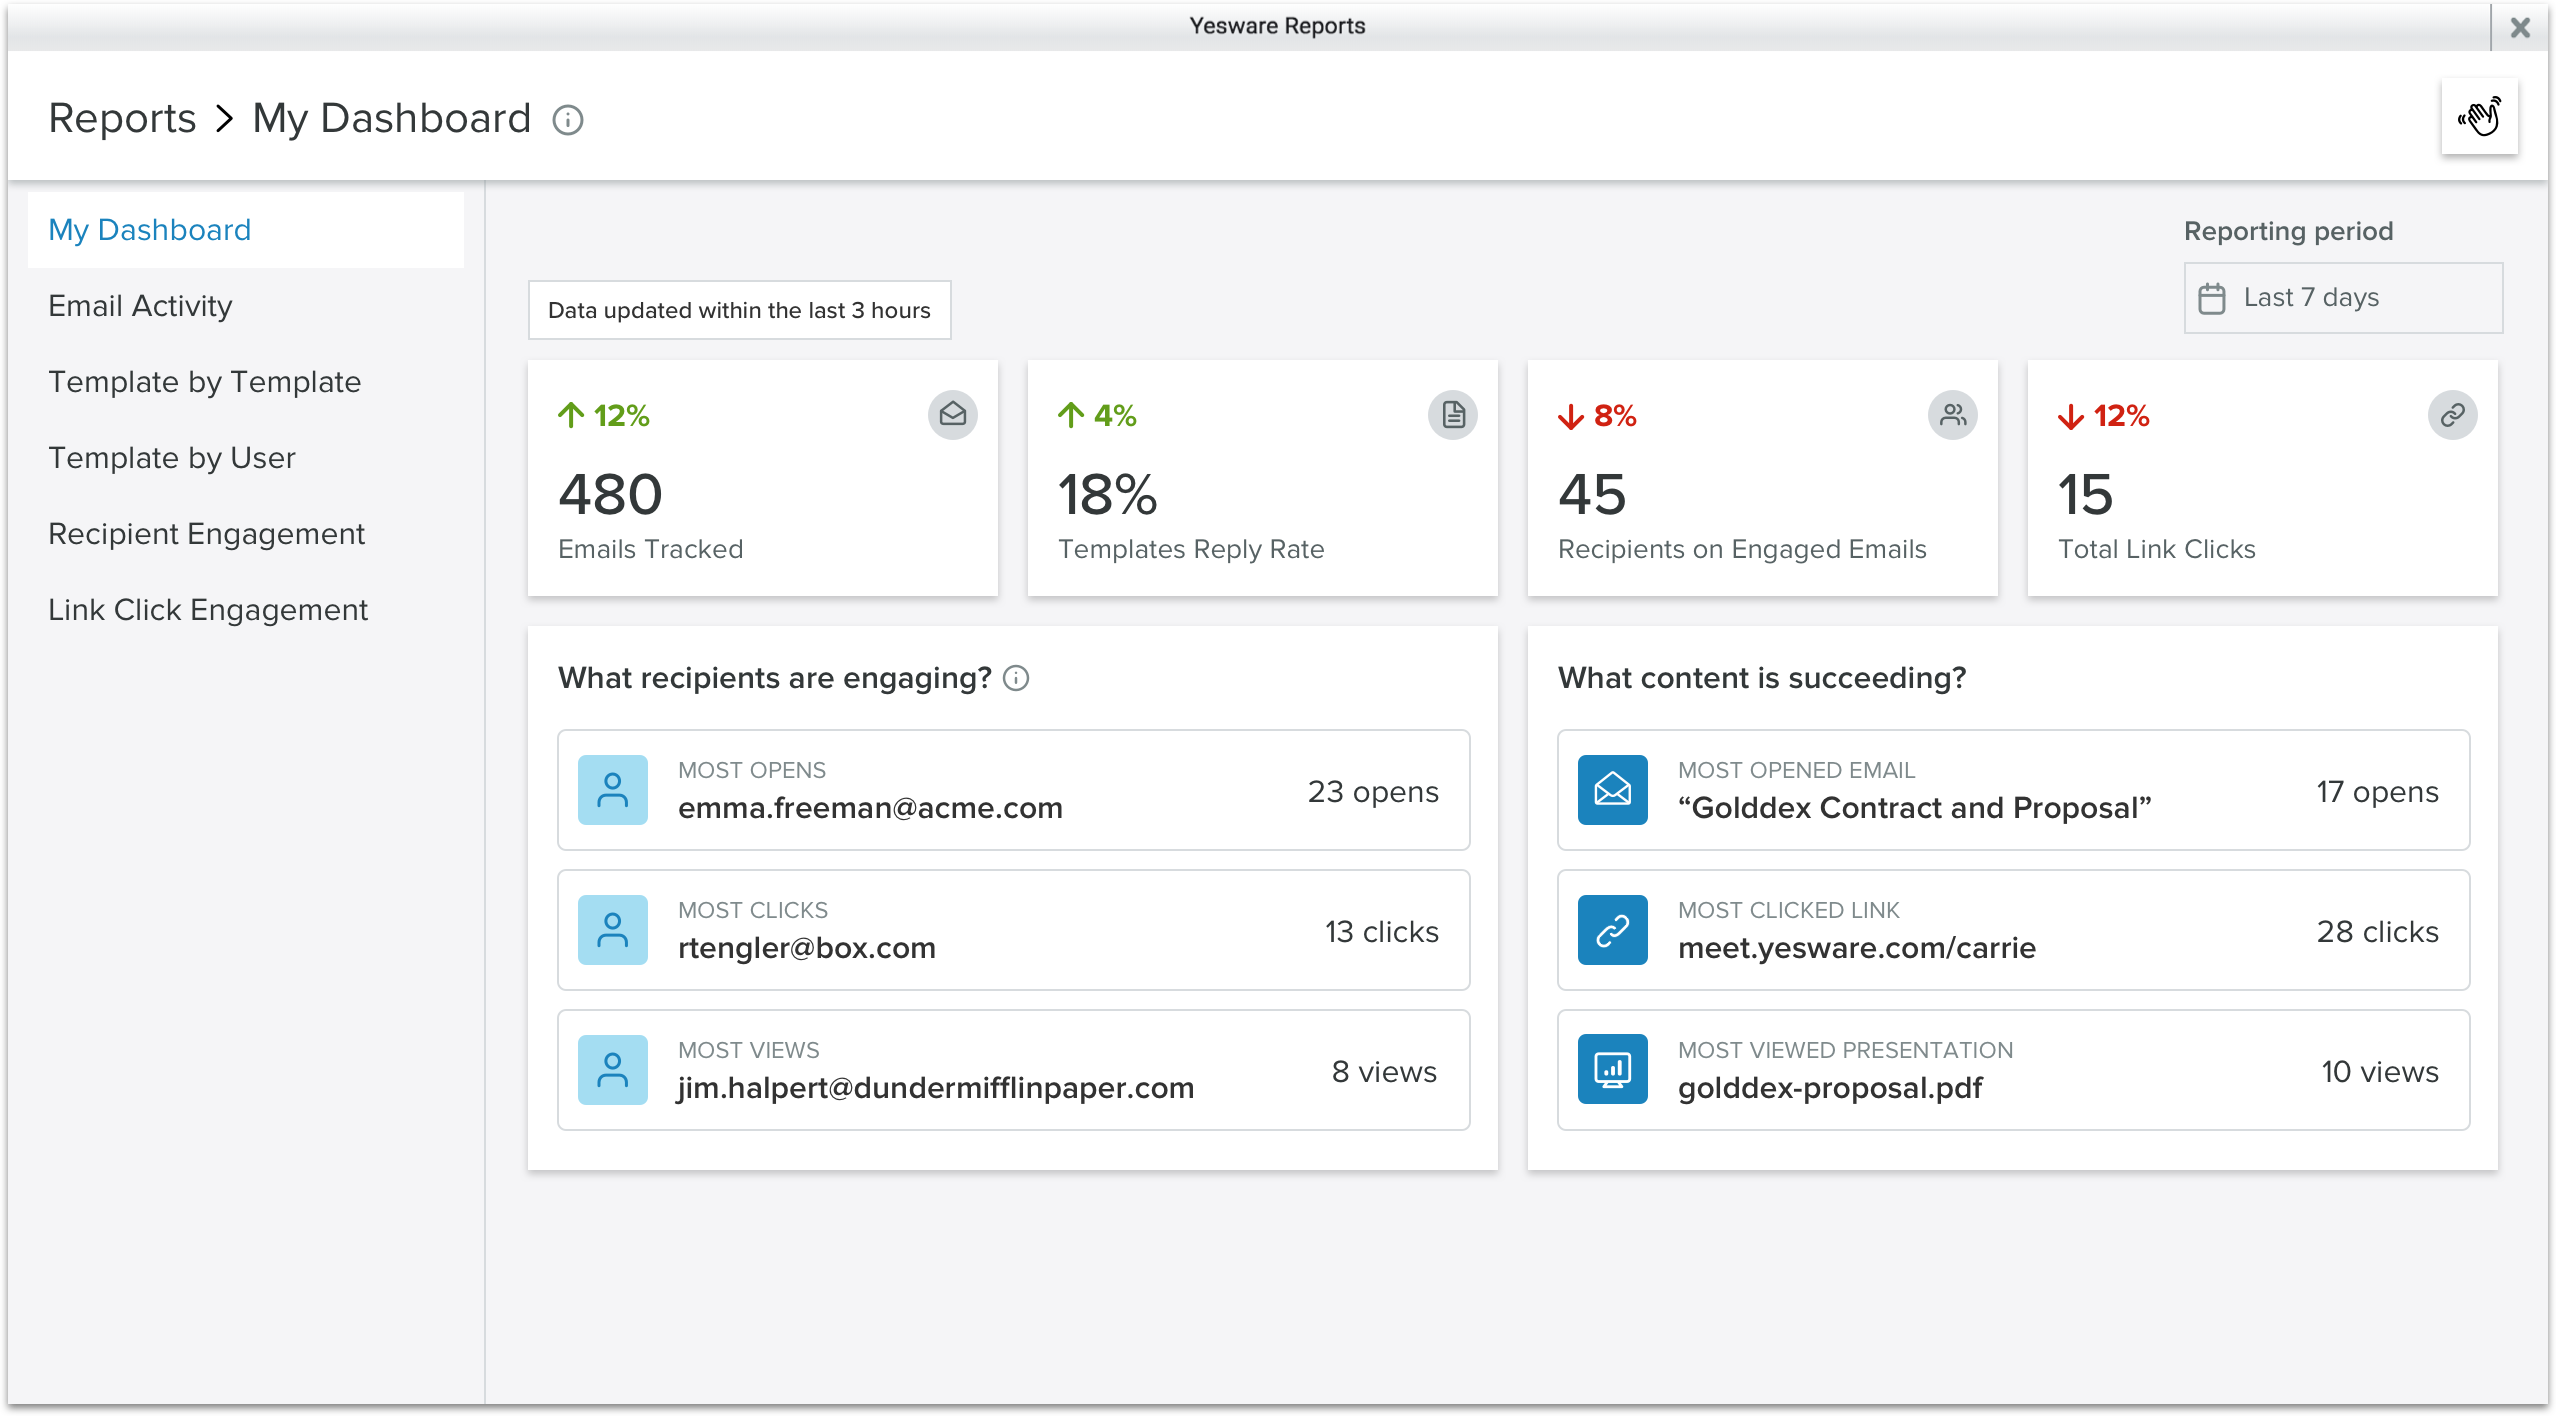 Yesware Reports
Reports > My Dashboard
My Dashboard
Email Activity
Template by Template
Template by User
Recipient Engagement
Link Click Engagement
Reporting period
Last 7 days
Data updated within the last 3 hours
12%
480
Emails Tracked
4%
18%
Templates Reply Rate
8%
45
Recipients on Engaged Emails
12%
15
Total Link Clicks
What recipients are engaging?
MOST OPENS
emma.freeman@acme.com
23 opens
MOST CLICKS
rtengler@box.com
13 clicks
MOST VIEWS
jim.halpert@dundermifflinpaper.com
8 views
What content is succeeding?
MOST OPENED EMAIL
“Golddex Contract and Proposal”
17 opens
MOST CLICKED LINK
meet.yesware.com/carrie
28 clicks
MOST VIEWED PRESENTATION
golddex-proposal.pdf
10 views